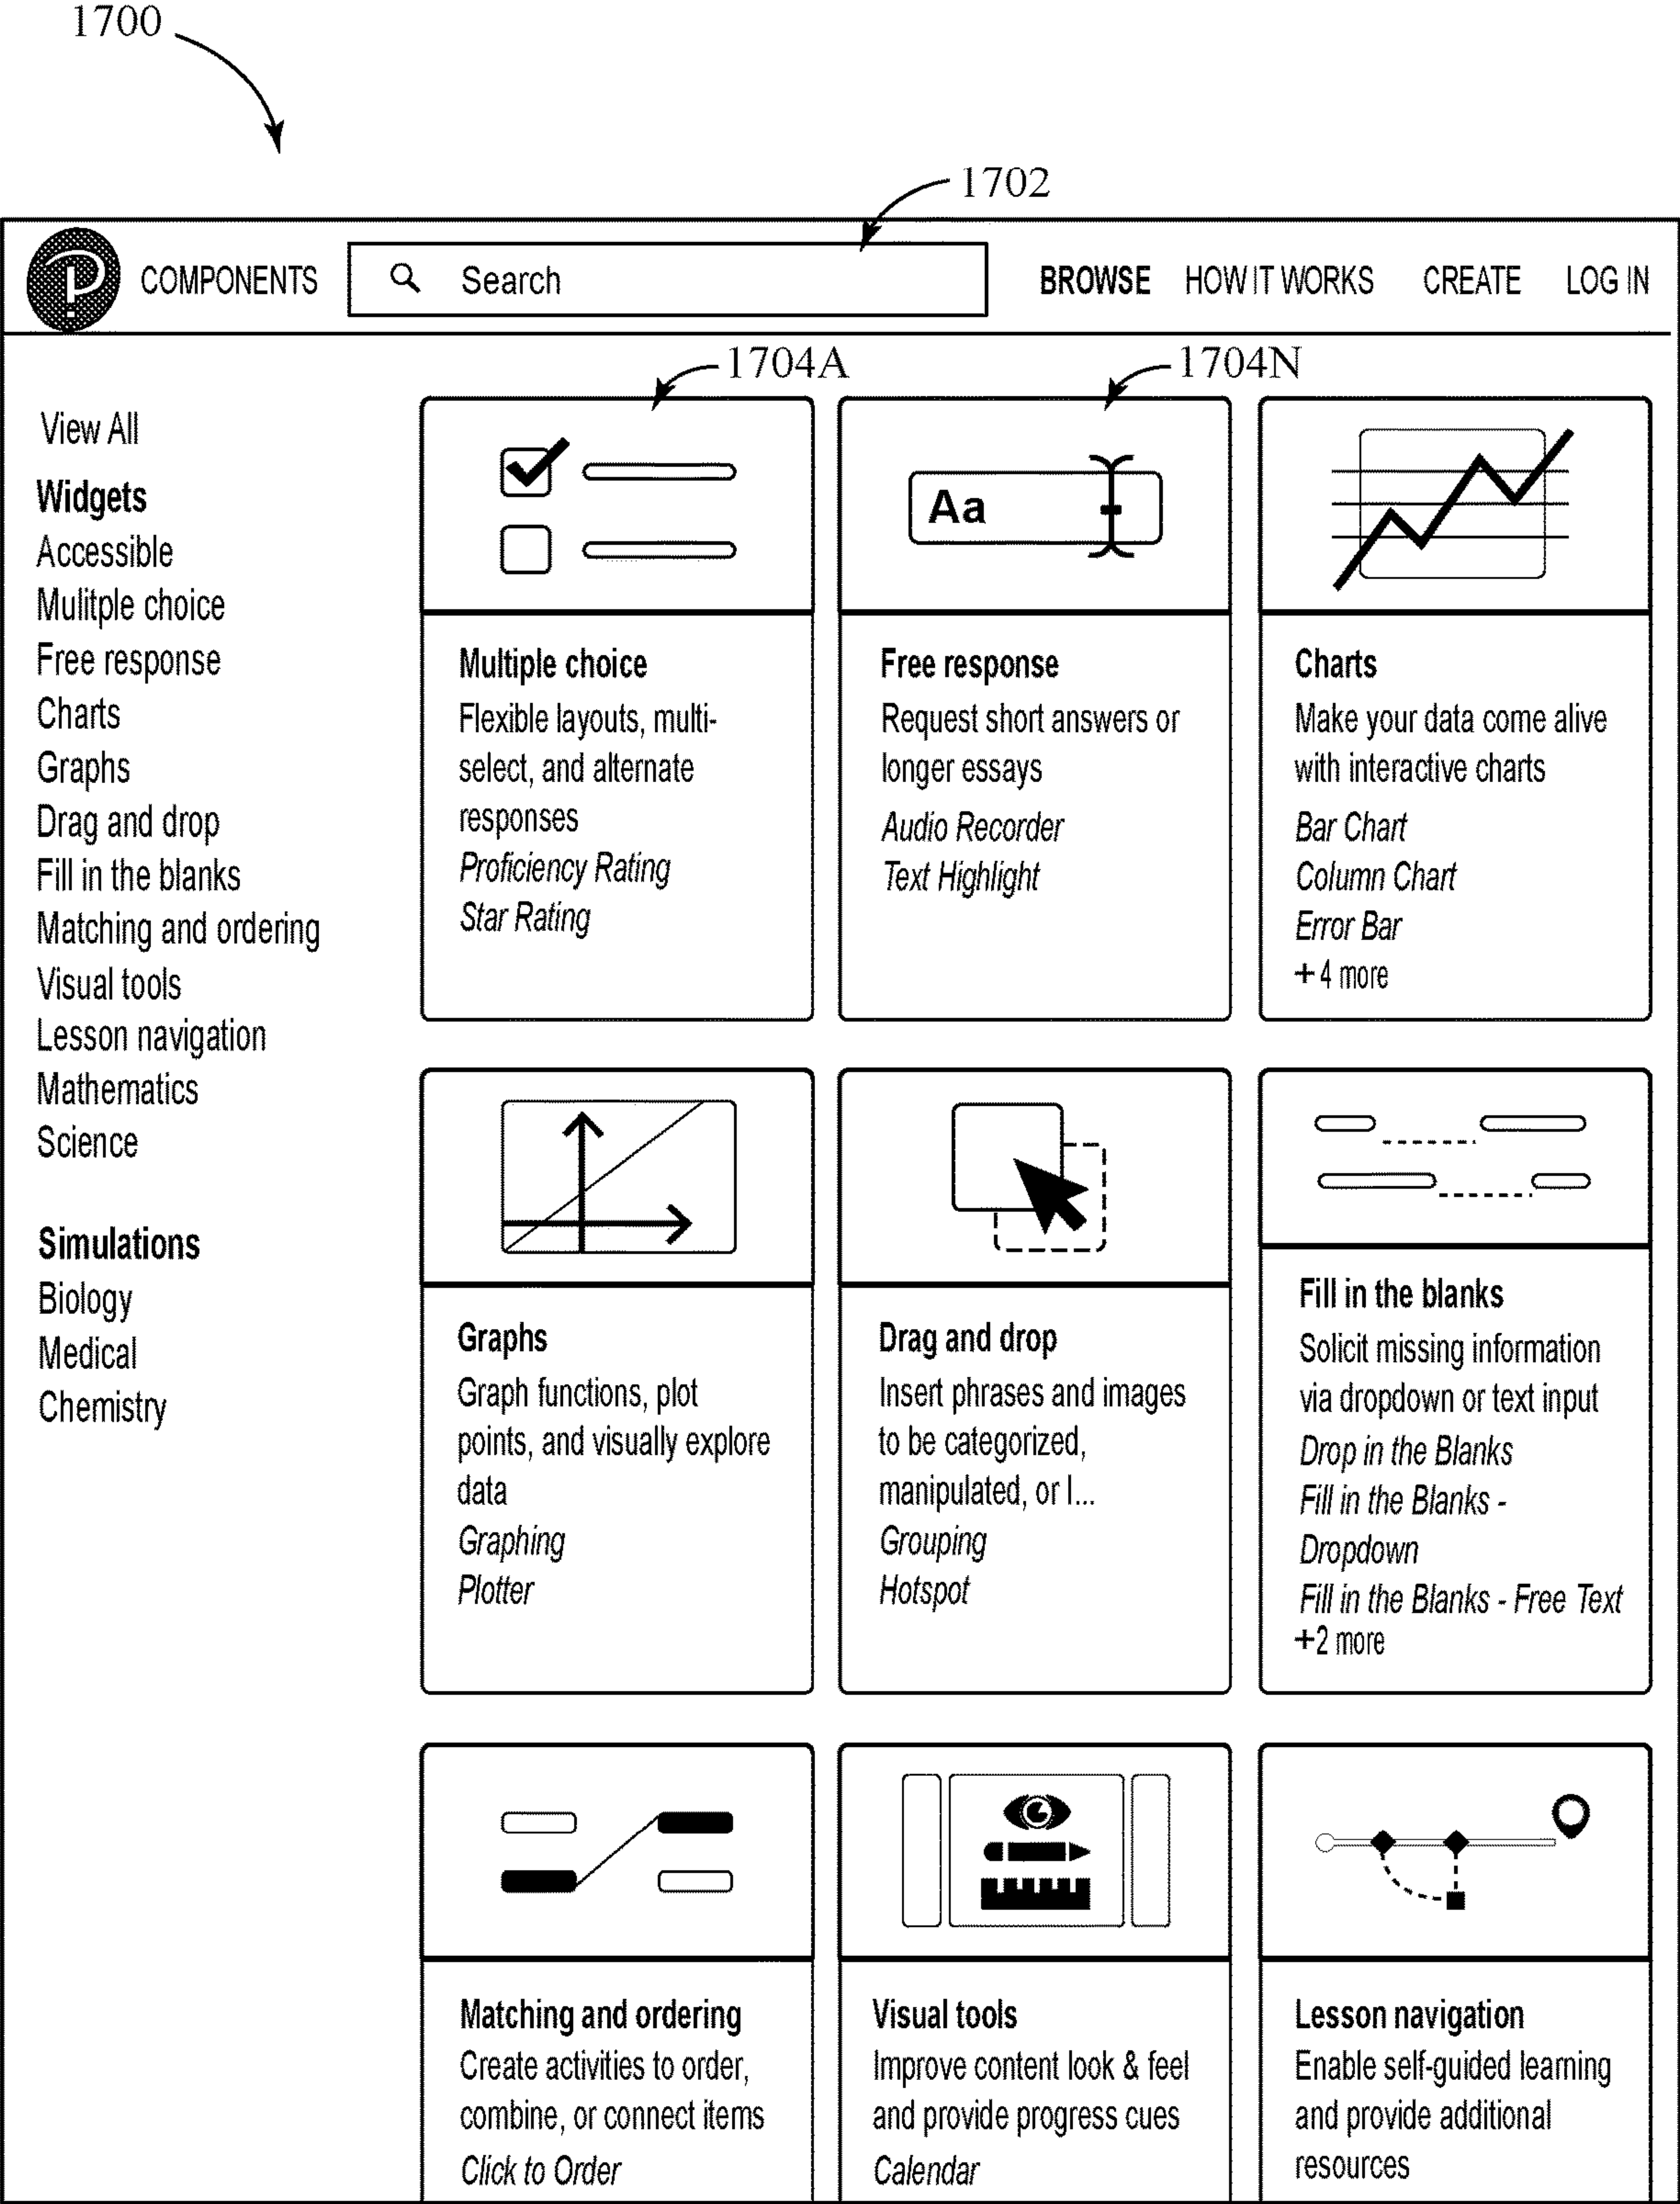 1700
1702
COMPONENTS
Search
BROWSE HOW IT WORKS CREATE LOG IN
1704A
1704N
View All
Widgets
Accessible
Mulitple choice
Free response
Charts
Graphs
Drag and drop
Fill in the blanks
Matching and ordering
Visual tools
Lesson navigation
Mathematics
Science
Simulations
Biology
Medical
Chemistry
Multiple choice
Flexible layouts, multi-
select, and alternate
responses
Proficiency Rating
Star Rating
Aa
Free response
Request short answers or
longer essays
Audio Recorder
Text Highlight
Charts
Make your data come alive
with interactive charts
Bar Chart
Column Chart
Error Bar
+4 more
Graphs
Graph functions, plot
points, and visually explore
data
Graphing
Plotter
Drag and drop
Insert phrases and images
to be categorized,
manipulated, or l...
Grouping
Hotspot
Fill in the blanks
Solicit missing information
via dropdown or text input
Drop in the Blanks
Fill in the Blanks -
Dropdown
Fill in the Blanks - Free Text
+2 more
Matching and ordering
Create activities to order,
combine, or connect items
Click to Order
Visual tools
Improve content look & feel
and provide progress cues
Calendar
Lesson navigation
Enable self-guided learning
and provide additional
resources